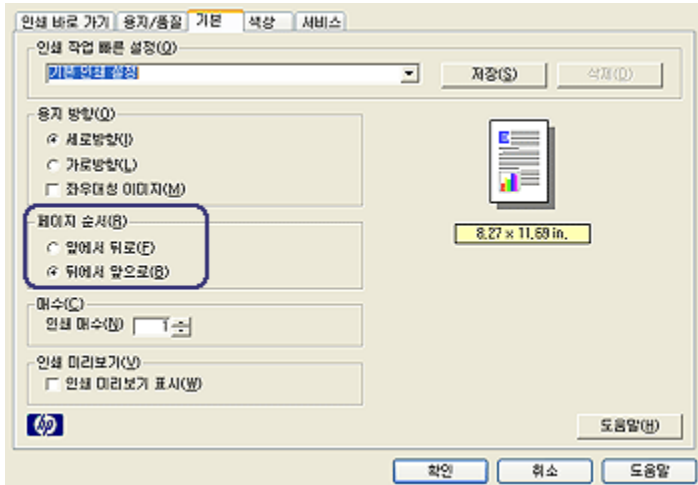 인쇄 바로 가기 용지/품질 기본 색상 서비스
인쇄 작업 빠른 설정(Q)
기본 인쇄 설정 저장(S) 삭제(D)
용지 방향(O)
세로방향(I)
가로방향(L)
좌우대칭 이미지(M)
페이지 순서(R)
앞에서 뒤로(F)
뒤에서 앞으로(B)
8.27 × 11.69 in.
매수(C)
인쇄 매수(N) 1
인쇄 미리보기(V)
인쇄 미리보기 표시(W)
hp 도움말(H)
확인 취소 도움말